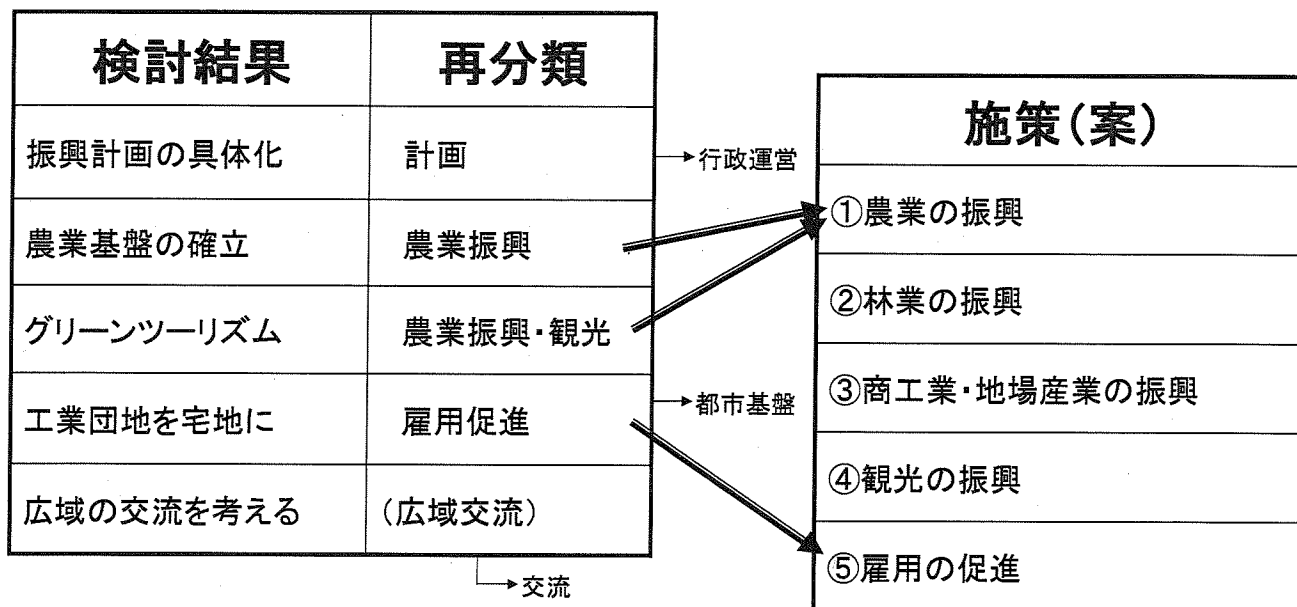 検討結果 再分類
振興計画の具体化 計画
農業基盤の確立 農業振興
グリーンツーリズム 農業振興・観光
工業団地を宅地に 雇用促進
広域の交流を考える (広域交流)
行政運営
都市基盤
交流
施策(案)
①農業の振興
②林業の振興
③商工業・地場産業の振興
④観光の振興
⑤雇用の促進